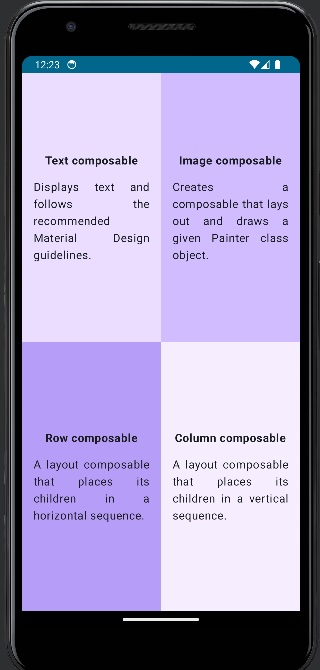 12:23
Text composable
Displays text and
follows the
recommended
Material Design
guidelines.
Image composable
Creates a
composable that lays
out and draws a
given Painter class
object.
Row composable
A layout composable
that places its
children in a
horizontal sequence.
Column composable
A layout composable
that places its
children in a vertical
sequence.